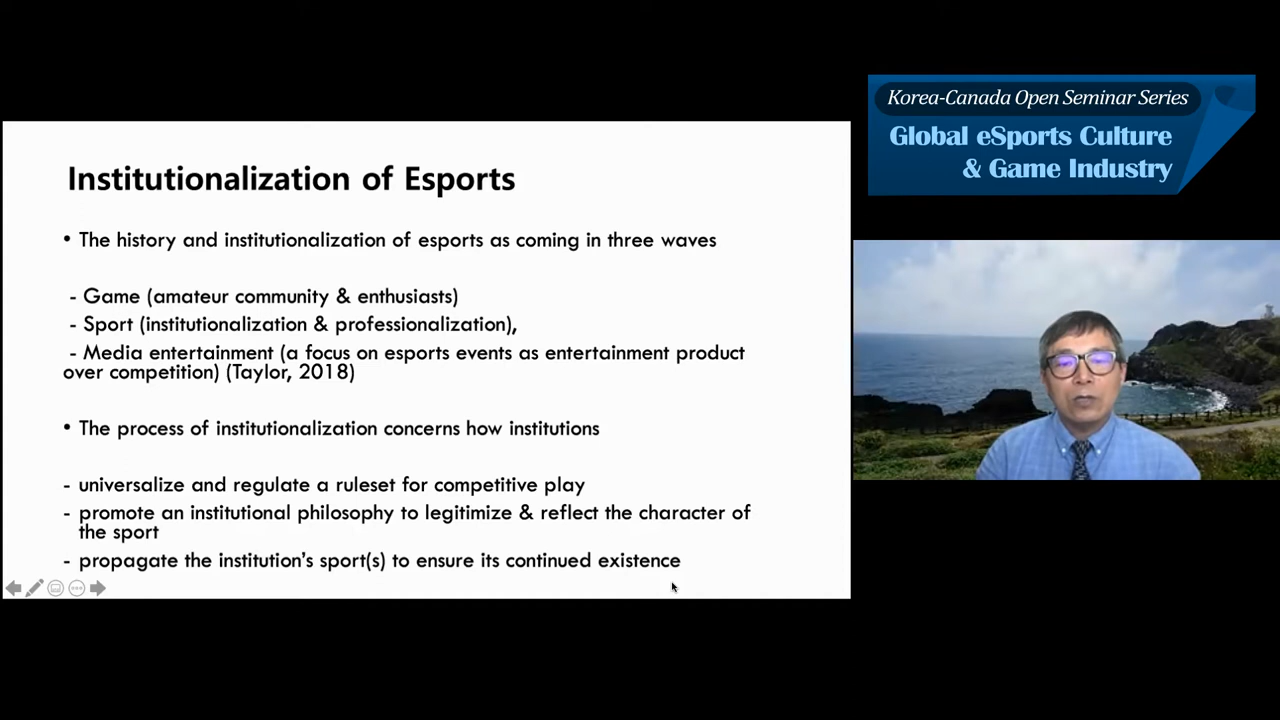 Korea-Canada Open Seminar Series
Global eSports Culture
& Game Industry
Institutionalization of Esports
• The history and institutionalization of esports as coming in three waves
- Game (amateur community & enthusiasts)
- Sport (institutionalization & professionalization),
- Media entertainment (a focus on esports events as entertainment product
over competition) (Taylor, 2018)
• The process of institutionalization concerns how institutions
- universalize and regulate a ruleset for competitive play
- promote an institutional philosophy to legitimize & reflect the character of
the sport
- propagate the institution's sport(s) to ensure its continued existence